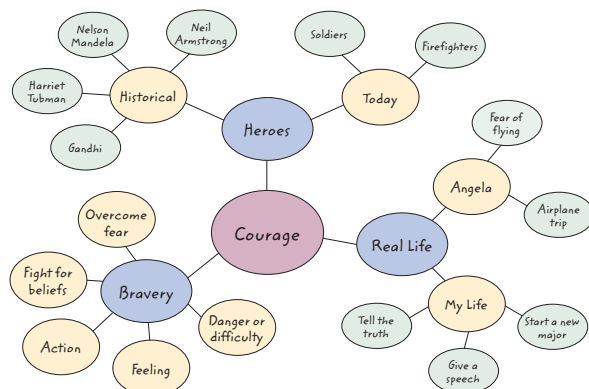 Nelson
Mandela
Neil
Armstrong
Harriet
Tubman
Historical
Gandhi
Soldiers
Firefighters
Today
Heroes
Fear of
flying
Angela
Airplane
trip
Courage
Real Life
Overcome
fear
Fight for
beliefs
Bravery
Action
Feeling
Danger or
difficulty
My Life
Tell the
truth
Give a
speech
Start a new
major